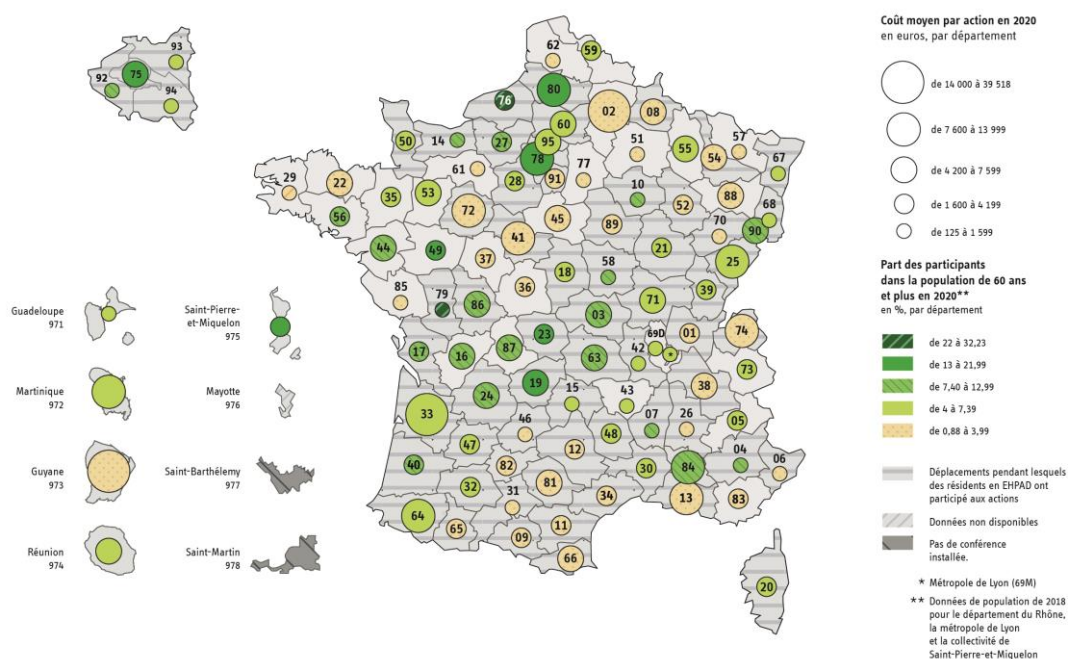 Coût moyen par action en 2020
en euros, par département
de 14 000 à 39 518
de 7 600 à 13 999
de 4 200 à 7 599
de 1 600 à 4 199
de 125 à 1 599
Part des participants
dans la population de 60 ans
et plus en 2020**
en %, par département
de 22 à 32,23
de 13 à 21,99
de 7,40 à 12,99
de 4 à 7,39
de 0,88 à 3,99
Déplacements pendant lesquels
des résidents en EHPAD ont
participé aux actions
Données non disponibles
Pas de conférence
installée.
* Métropole de Lyon (69M)
** Données de population de 2018
pour le département du Rhône,
la métropole de Lyon
et la collectivité de
Saint-Pierre-et-Miquelon
93
92
75
94
62
59
80
76
02
08
60
50
14
27
95
78
51
55
57
54
67
61
77
91
28
10
29
22
35
53
72
45
52
88
68
56
41
89
70
90
44
49
37
21
25
18
58
36
39
85
79
86
71
03
01
74
17
16
87
23
63
42
69D
*
73
19
15
43
38
24
33
46
48
07
26
05
47
12
04
06
40
82
30
84
32
31
81
34
13
83
64
65
09
11
66
20
Guadeloupe
971
Saint-Pierre-
et-Miquelon
975
Martinique
972
Mayotte
976
Guyane
973
Saint-Barthélemy
977
Réunion
974
Saint-Martin
978